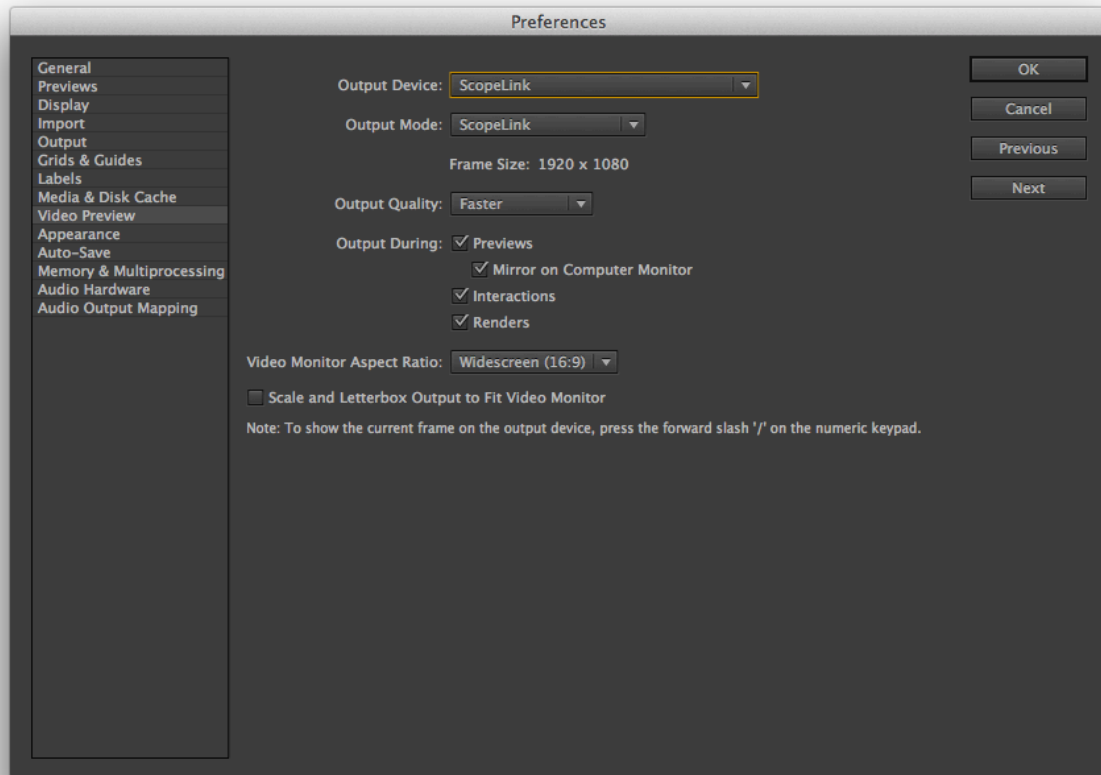 Preferences
General
Previews
Display
Import
Output
Grids & Guides
Labels
Media & Disk Cache
Video Preview
Appearance
Auto-Save
Memory & Multiprocessing
Audio Hardware
Audio Output Mapping
Output Device: ScopeLink
Output Mode: ScopeLink
Frame Size: 1920 x 1080
Output Quality: Faster
Output During: Previews
Mirror on Computer Monitor
Interactions
Renders
Video Monitor Aspect Ratio: Widescreen (16:9)
Scale and Letterbox Output to Fit Video Monitor
Note: To show the current frame on the output device, press the forward slash '/' on the numeric keypad.
OK
Cancel
Previous
Next